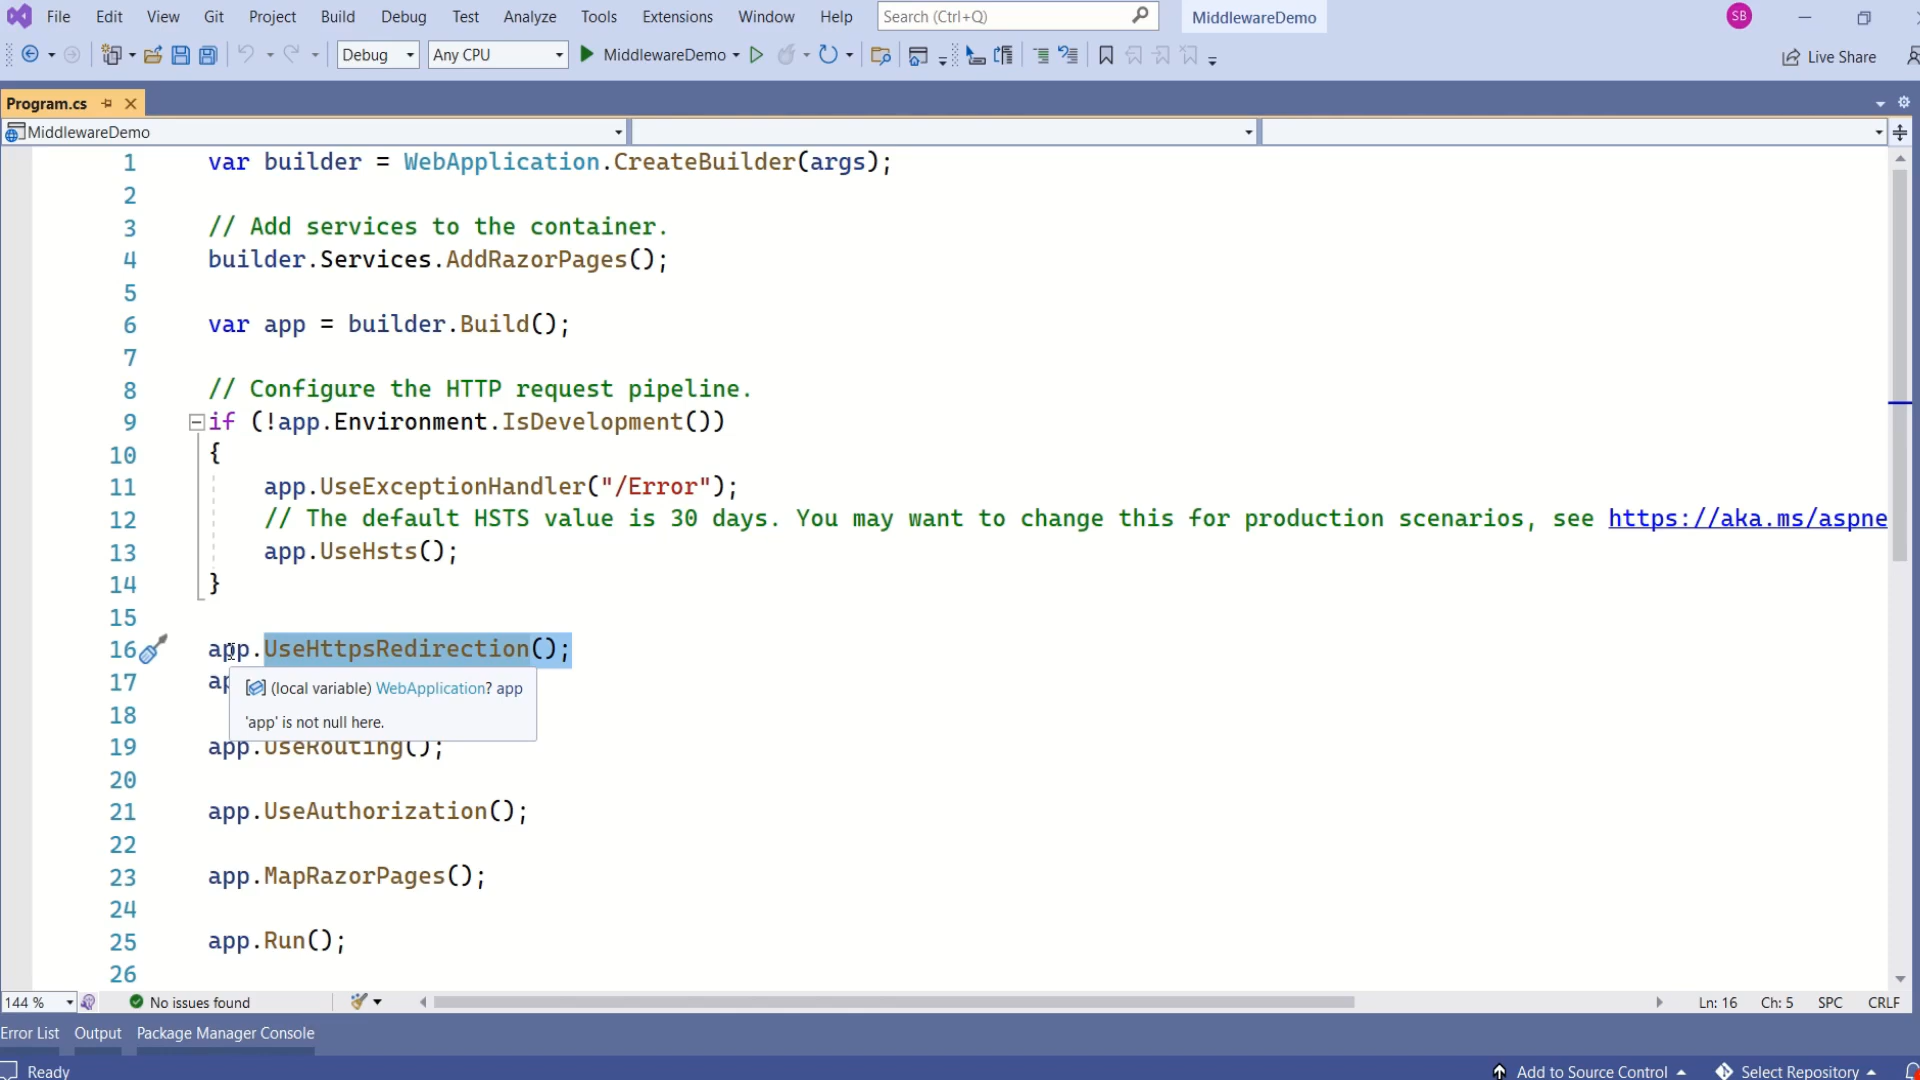 File Edit View Git Project Build Debug Test Analyze Tools Extensions Window Help Search (Ctrl+Q) MiddlewareDemo SB
Debug Any CPU MiddlewareDemo Live Share
Program.cs
MiddlewareDemo
1 var builder = WebApplication.CreateBuilder(args);
2
3 // Add services to the container.
4 builder.Services.AddRazorPages();
5
6 var app = builder.Build();
7
8 // Configure the HTTP request pipeline.
9 if (!app.Environment.IsDevelopment())
10 {
11 app.UseExceptionHandler("/Error");
12 // The default HSTS value is 30 days. You may want to change this for production scenarios, see https://aka.ms/aspne
13 app.UseHsts();
14 }
15
16 app.UseHttpsRedirection();
17 ap
(local variable) WebApplication? app
'app' is not null here.
18
19 app.UseRouting();
20
21 app.UseAuthorization();
22
23 app.MapRazorPages();
24
25 app.Run();
26
144 % No issues found Ln: 16 Ch: 5 SPC CRLF
Error List Output Package Manager Console
Ready Add to Source Control Select Repository